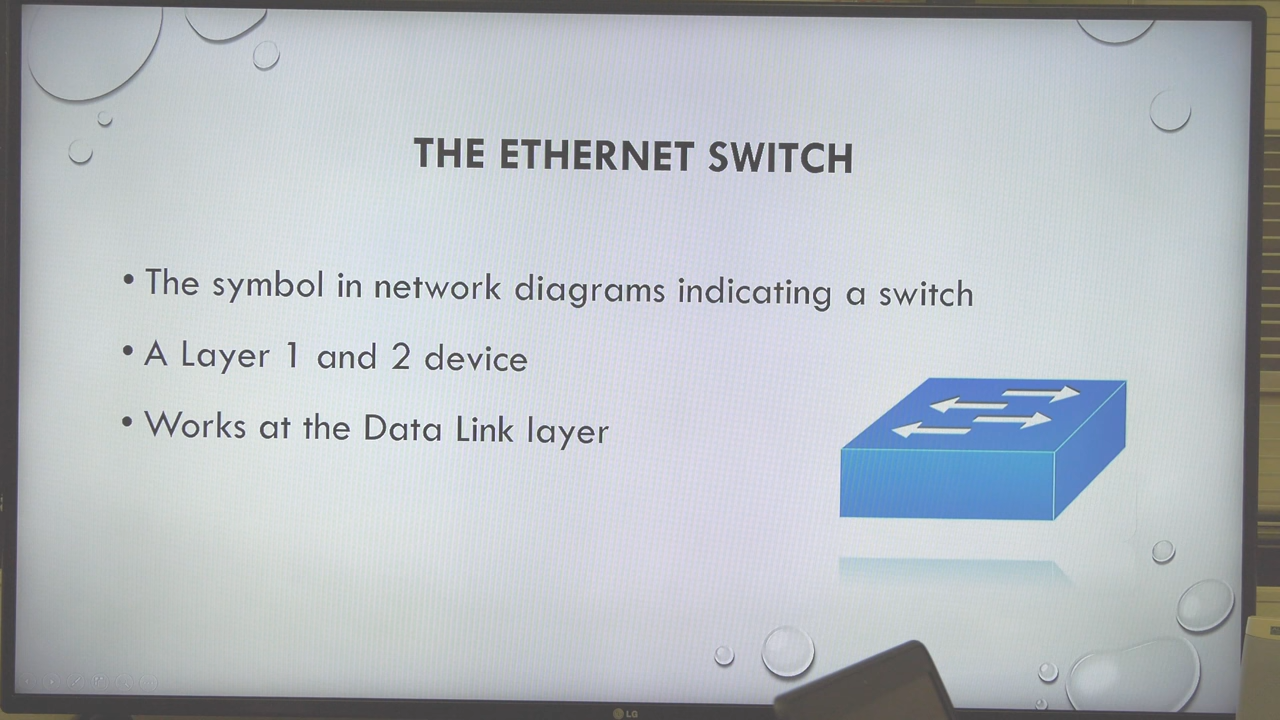 THE ETHERNET SWITCH
• The symbol in network diagrams indicating a switch
• A Layer 1 and 2 device
• Works at the Data Link layer
LG